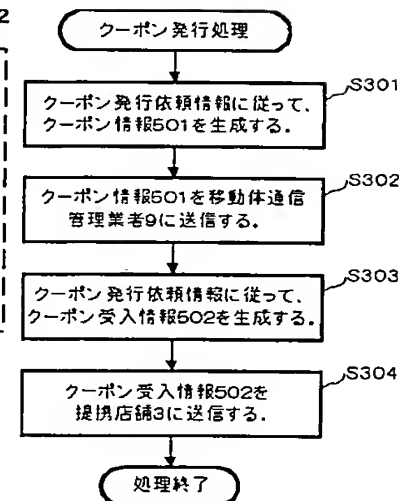 2
クーポン発行処理
S301
クーポン発行依頼情報に従って、
クーポン情報501を生成する.
S302
クーポン情報501を移動体通信
管理業者9に送信する.
S303
クーポン発行依頼情報に従って、
クーポン受入情報502を生成する.
S304
クーポン受入情報502を
提携店舗3に送信する.
処理終了